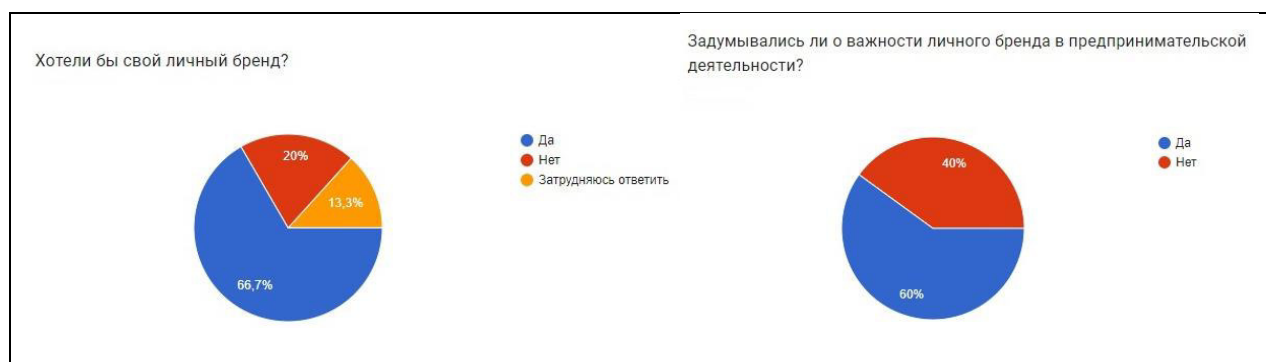 Хотели бы свой личный бренд?
20%
13,3%
66,7%
Да
Нет
Затрудняюсь ответить
Задумывались ли о важности личного бренда в предпринимательской
деятельности?
40%
60%
Да
Нет